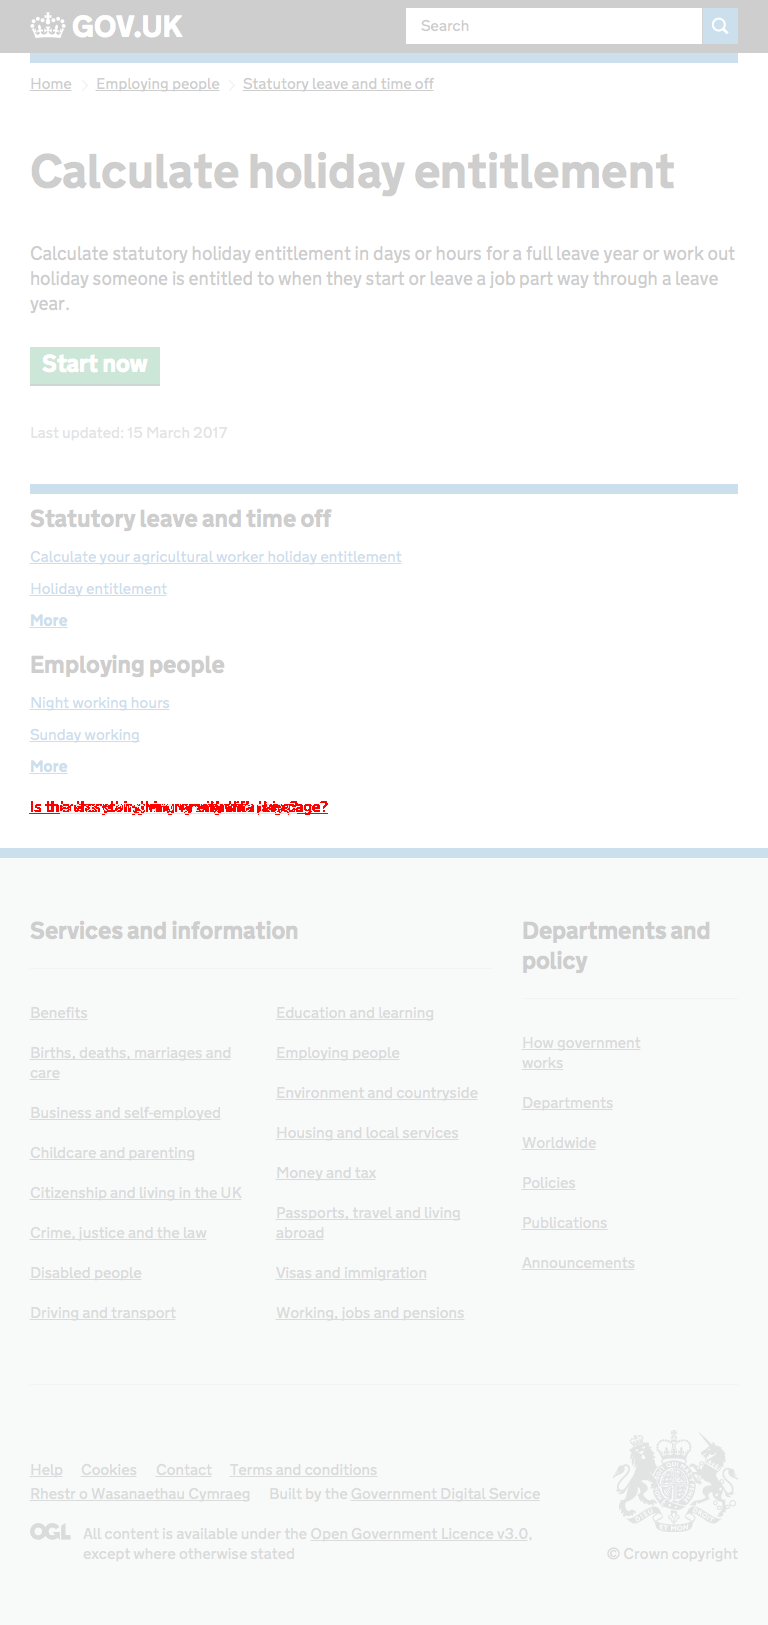 GOV.UK
Search
Home Employing people Statutory leave and time off
Calculate holiday entitlement
Calculate statutory holiday entitlement in days or hours for a full leave year or work out
holiday someone is entitled to when they start or leave a job part way through a leave
year.
Start now
Last updated: 15 March 2017
Statutory leave and time off
Calculate your agricultural worker holiday entitlement
Holiday entitlement
More
Employing people
Night working hours
Sunday working
More
Is page?
Services and information
Departments and
policy
Benefits
Births, deaths, marriages and
care
Business and self-employed
Childcare and parenting
Citizenship and living in the UK
Crime, justice and the law
Disabled people
Driving and transport
Education and learning
Employing people
Environment and countryside
Housing and local services
Money and tax
Passports, travel and living
abroad
Visas and immigration
Working, jobs and pensions
How government
works
Departments
Worldwide
Policies
Publications
Announcements
Help Cookies Contact Terms and conditions
Rhestr o Wasanaethau Cymraeg Built by the Government Digital Service
OGL All content is available under the Open Government Licence v3.0,
except where otherwise stated
© Crown copyright